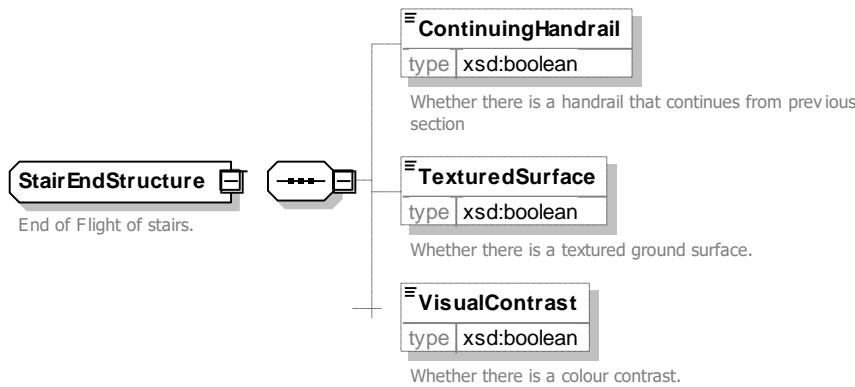 ContinuingHandrail
type xsd:boolean
Whether there is a handrail that continues from previous
section
StairEndStructure
End of Flight of stairs.
TexturedSurface
type xsd:boolean
Whether there is a textured ground surface.
VisualContrast
type xsd:boolean
Whether there is a colour contrast.